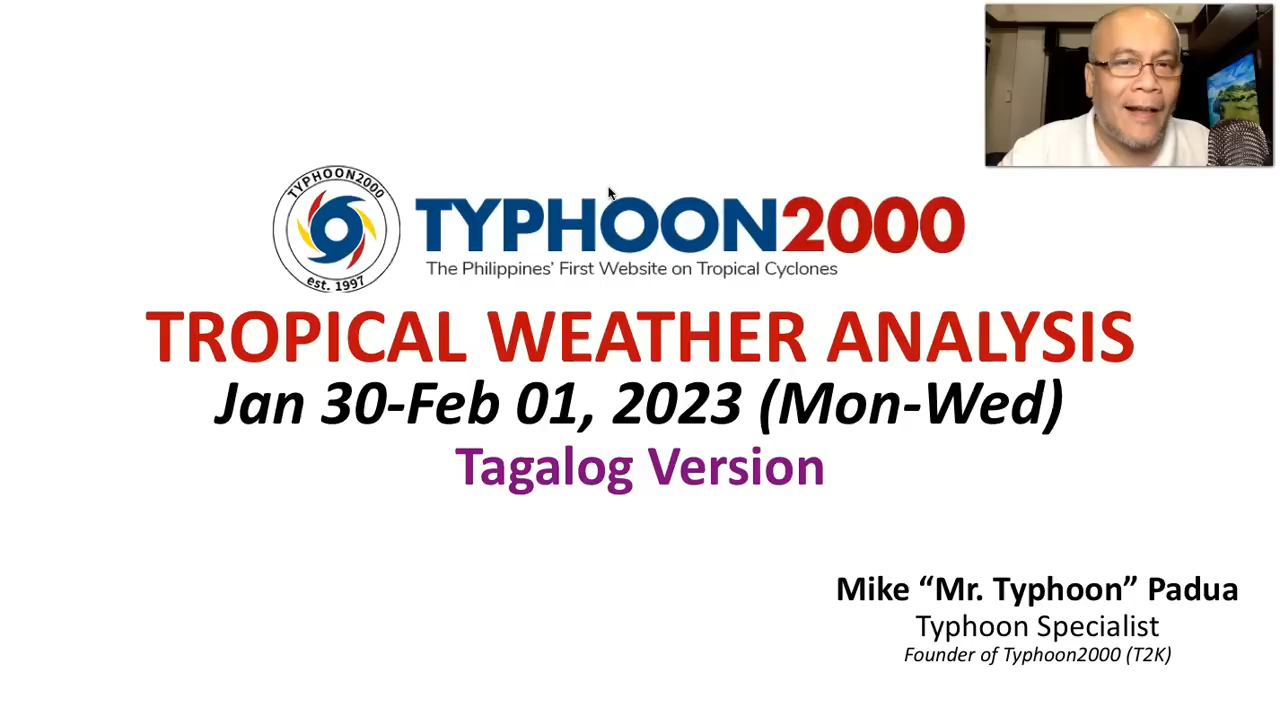 TYPHOON2000
est. 1997
TYPHOON2000
The Philippines' First Website on Tropical Cyclones
TROPICAL WEATHER ANALYSIS
Jan 30-Feb 01, 2023 (Mon-Wed)
Tagalog Version
Mike “Mr. Typhoon” Padua
Typhoon Specialist
Founder of Typhoon2000 (T2K)